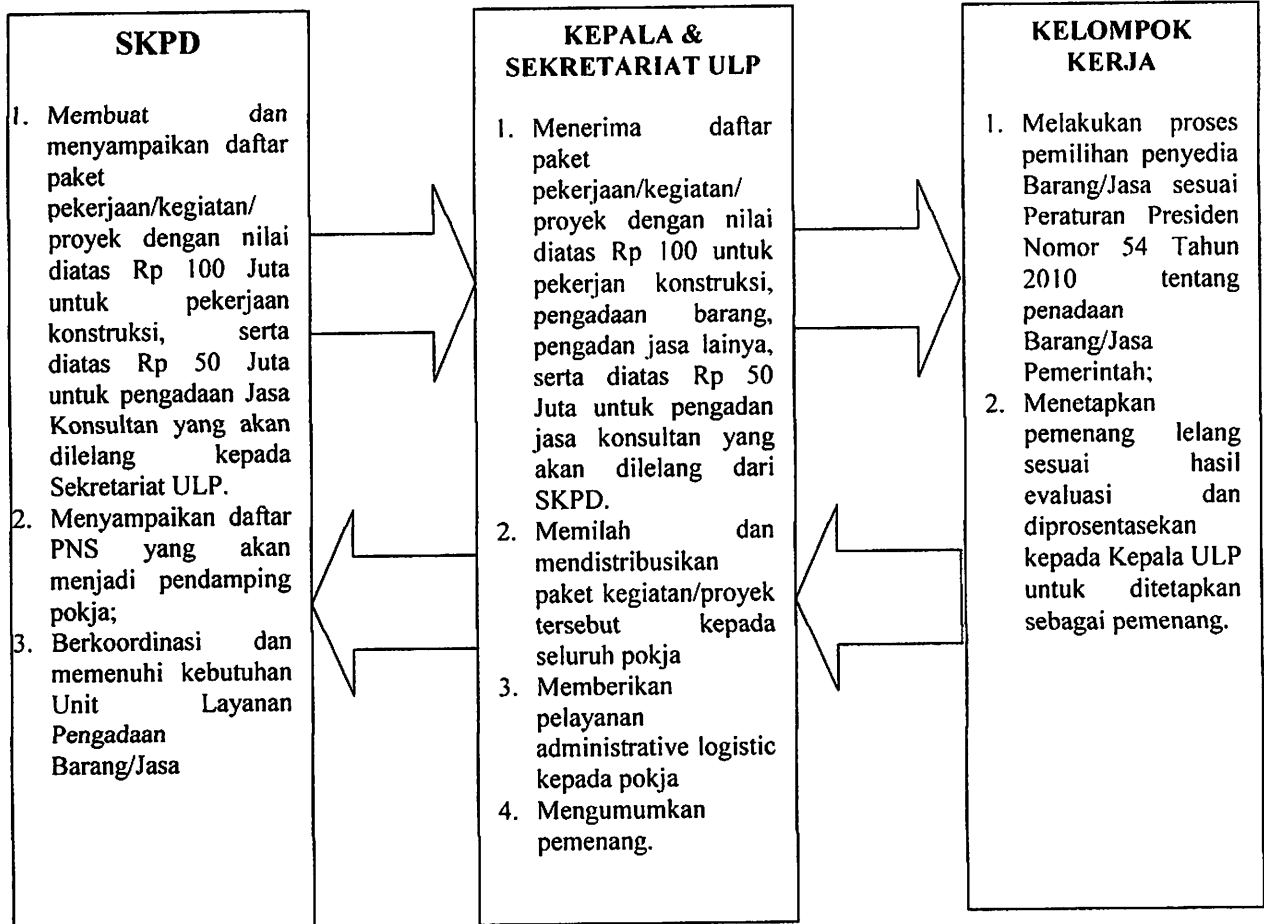 SKPD
1. Membuat dan
menyampaikan daftar
paket
pekerjaan/kegiatan/
proyek dengan nilai
diatas Rp 100 Juta
untuk pekerjaan
konstruksi, serta
diatas Rp 50 Juta
untuk pengadaan Jasa
Konsultan yang akan
dilelang kepada
Sekretariat ULP.
2. Menyampaikan daftar
PNS yang akan
menjadi pendamping
pokja;
3. Berkoordinasi dan
memenuhi kebutuhan
Unit Layanan
Pengadaan
Barang/Jasa
KEPALA &
SEKRETARIAT ULP
1. Menerima daftar
paket
pekerjaan/kegiatan/
proyek dengan nilai
diatas Rp 100 untuk
pekerjan konstruksi,
pengadaan barang,
pengadan jasa lainya,
serta diatas Rp 50
Juta untuk pengadan
jasa konsultan yang
akan dilelang dari
SKPD.
2. Memilah dan
mendistribusikan
paket kegiatan/proyek
tersebut kepada
seluruh pokja
3. Memberikan
pelayanan
administrative logistic
kepada pokja
4. Mengumumkan
pemenang.
KELOMPOK
KERJA
1. Melakukan proses
pemilihan penyedia
Barang/Jasa sesuai
Peraturan Presiden
Nomor 54 Tahun
2010 tentang
penadaan
Barang/Jasa
Pemerintah;
2. Menetapkan
pemenang lelang
sesuai hasil
evaluasi dan
diprosentasekan
kepada Kepala ULP
untuk ditetapkan
sebagai pemenang.